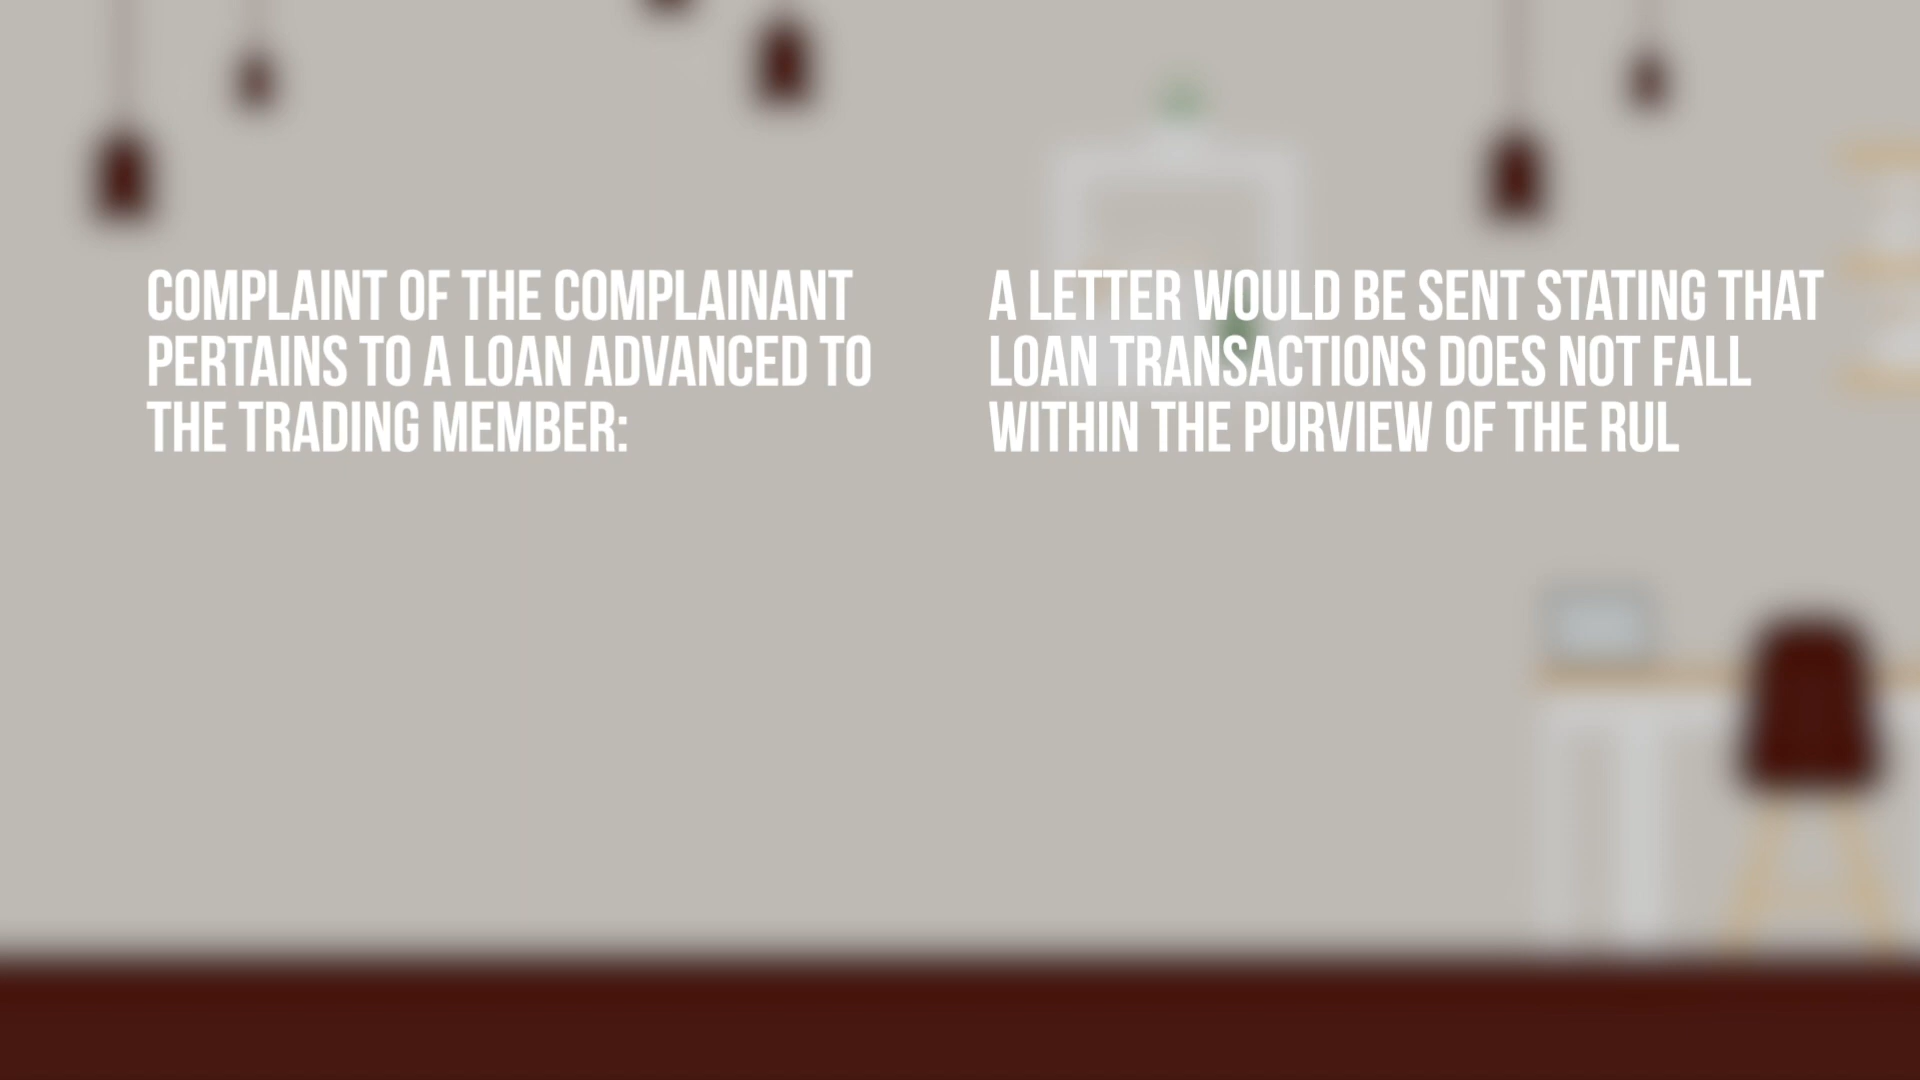 COMPLAINT OF THE COMPLAINANT
PERTAINS TO A LOAN ADVANCED TO
THE TRADING MEMBER:
A LETTER WOULD BE SENT STATING THAT
LOAN TRANSACTIONS DOES NOT FALL
WITHIN THE PURVIEW OF THE RUL